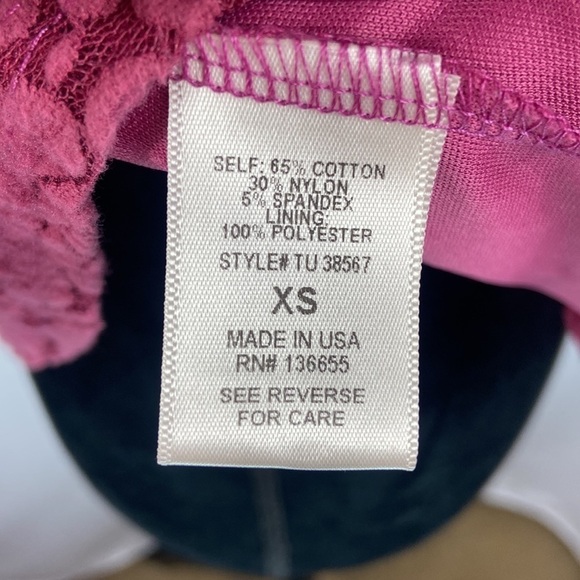 SELF: 65% COTTON
30% NYLON
5% SPANDEX
LINING:
100% POLYESTER
STYLE# TU 38567
XS
MADE IN USA
RN# 136655
SEE REVERSE
FOR CARE